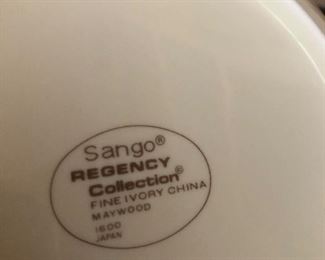 Sango®
REGENCY
Collection©
FINE IVORY CHINA
MAYWOOD
1600
JAPAN